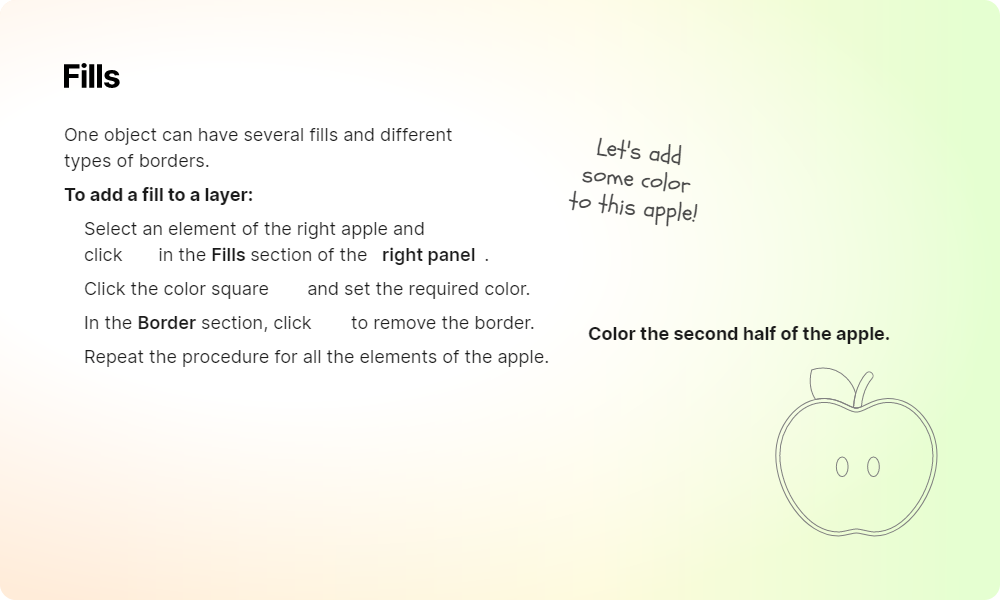 Fills
One object can have several fills and different
types of borders.
To add a fill to a layer:
Select an element of the right apple and
click in the Fills section of the right panel .
Click the color square and set the required color.
In the Border section, click to remove the border.
Repeat the procedure for all the elements of the apple.
Let's add
some color
to this apple!
Color the second half of the apple.